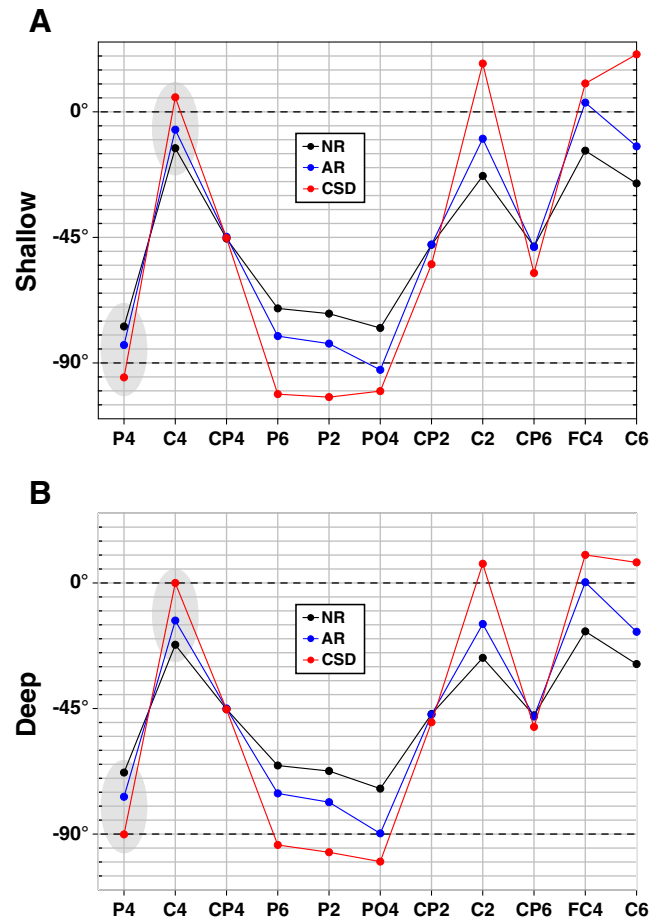 A
Shallow
0°
-45°
-90°
NR
AR
CSD
P4 C4 CP4 P6 P2 PO4 CP2 C2 CP6 FC4 C6
B
Deep
0°
-45°
-90°
NR
AR
CSD
P4 C4 CP4 P6 P2 PO4 CP2 C2 CP6 FC4 C6